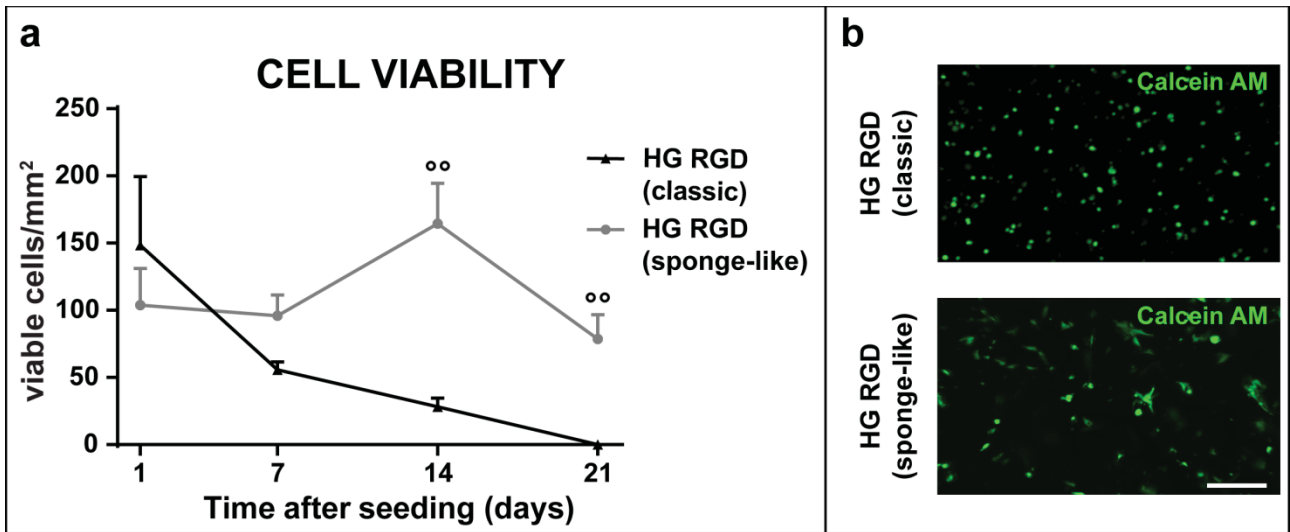 a
CELL VIABILITY
viable cells/mm²
250
200
150
100
50
0
1 7 14 21
Time after seeding (days)
°°
°°
HG RGD
(classic)
HG RGD
(sponge-like)
b
HG RGD
(classic)
Calcein AM
HG RGD
(sponge-like)
Calcein AM